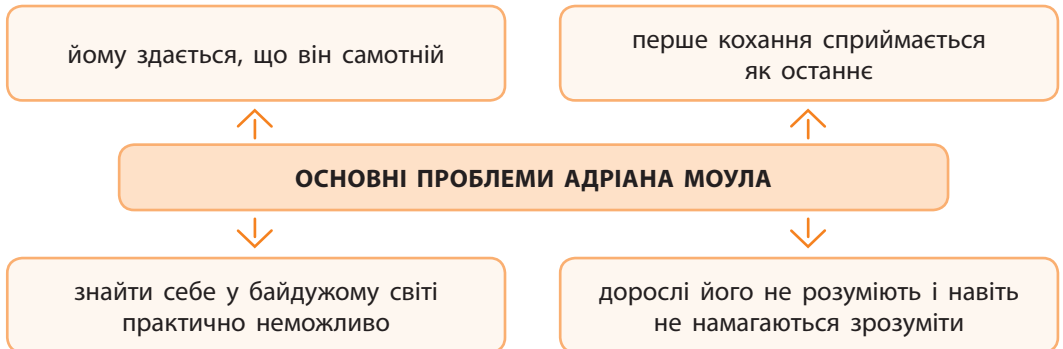 йому здається, що він самотній
перше кохання сприймається
як останнє
ОСНОВНІ ПРОБЛЕМИ АДРІАНА МОУЛА
знайти себе у байдужому світі
практично неможливо
дорослі його не розуміють і навіть
не намагаються зрозуміти